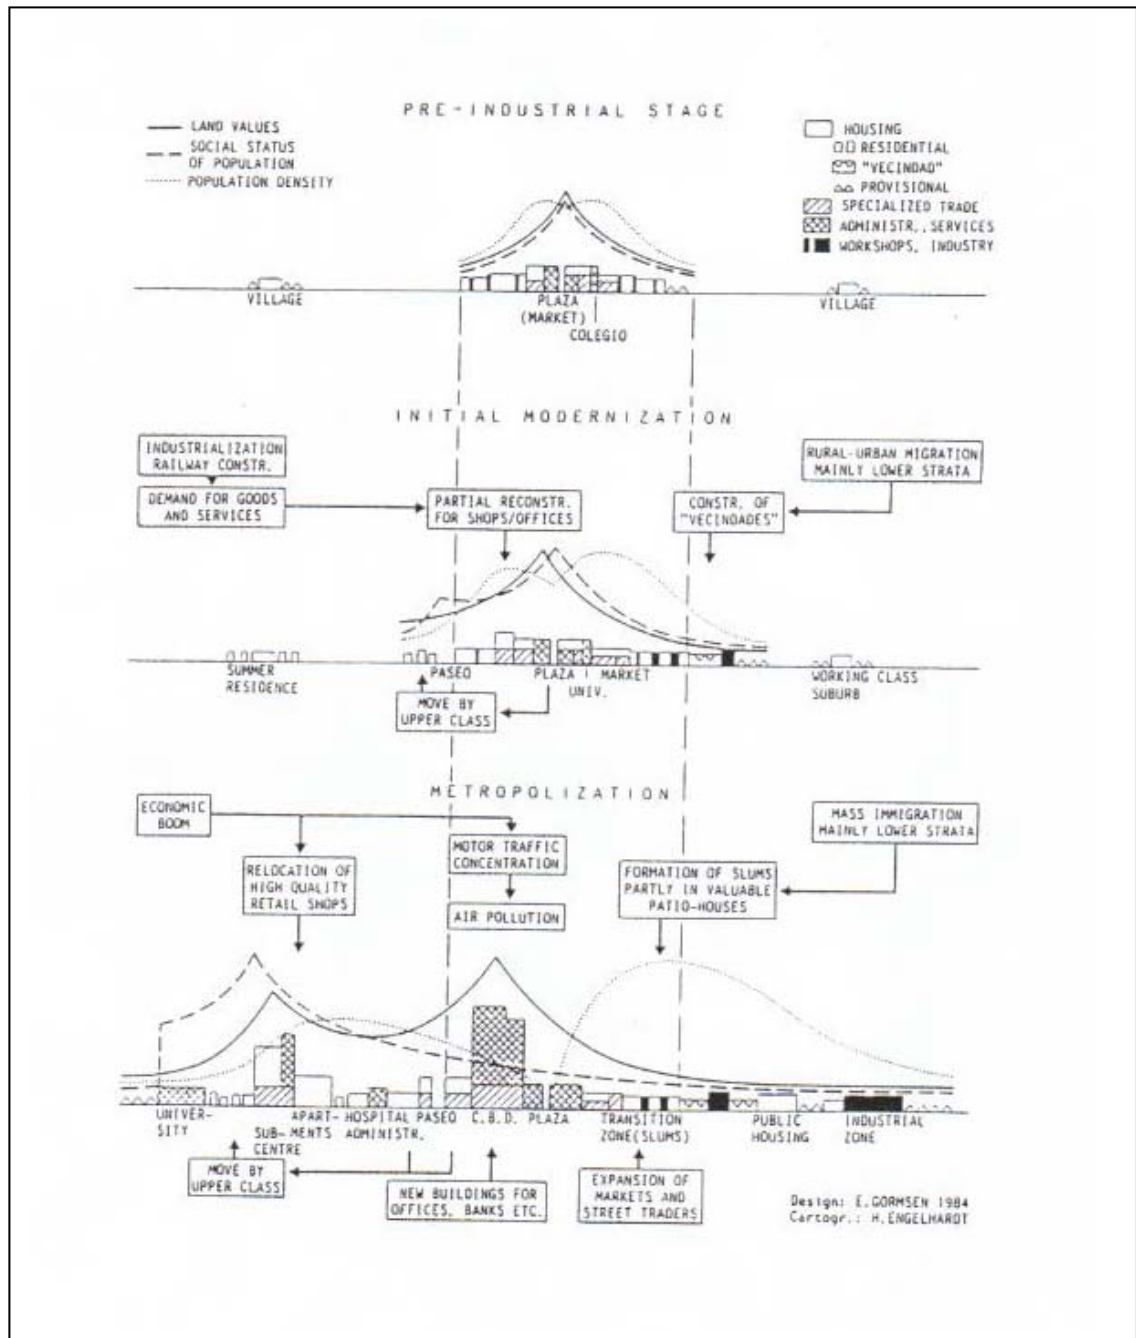 PRE-INDUSTRIAL STAGE
LAND VALUES
SOCIAL STATUS
OF POPULATION
POPULATION DENSITY
HOUSING
RESIDENTIAL
"VECINDAD"
PROVISIONAL
SPECIALIZED TRADE
ADMINISTR., SERVICES
WORKSHOPS, INDUSTRY
VILLAGE
PLAZA
(MARKET)
COLEGIO
VILLAGE
INITIAL MODERNIZATION
INDUSTRIALIZATION
RAILWAY CONSTR.
DEMAND FOR GOODS
AND SERVICES
PARTIAL RECONSTR.
FOR SHOPS/OFFICES
CONSTR. OF
"VECINDADES"
RURAL-URBAN MIGRATION
MAINLY LOWER STRATA
SUMMER
RESIDENCE
PASEO
PLAZA MARKET
UNIV.
WORKING CLASS
SUBURB
MOVE BY
UPPER CLASS
METROPOLIZATION
ECONOMIC
BOOM
MOTOR TRAFFIC
CONCENTRATION
AIR POLLUTION
RELOCATION OF
HIGH QUALITY
RETAIL SHOPS
MASS IMMIGRATION
MAINLY LOWER STRATA
FORMATION OF SLUMS
PARTLY IN VALUABLE
PATIO-HOUSES
UNIVER-
SITY
SUB-
CENTRE
APART-
MENTS
HOSPITAL
ADMINISTR.
PASEO
C.B.D.
PLAZA
TRANSITION
ZONE(SLUMS)
PUBLIC
HOUSING
INDUSTRIAL
ZONE
MOVE BY
UPPER CLASS
NEW BUILDINGS FOR
OFFICES, BANKS ETC.
EXPANSION OF
MARKETS AND
STREET TRADERS
Design: E.GORMSEN 1984
Cartogr.: H.ENGELHARDT